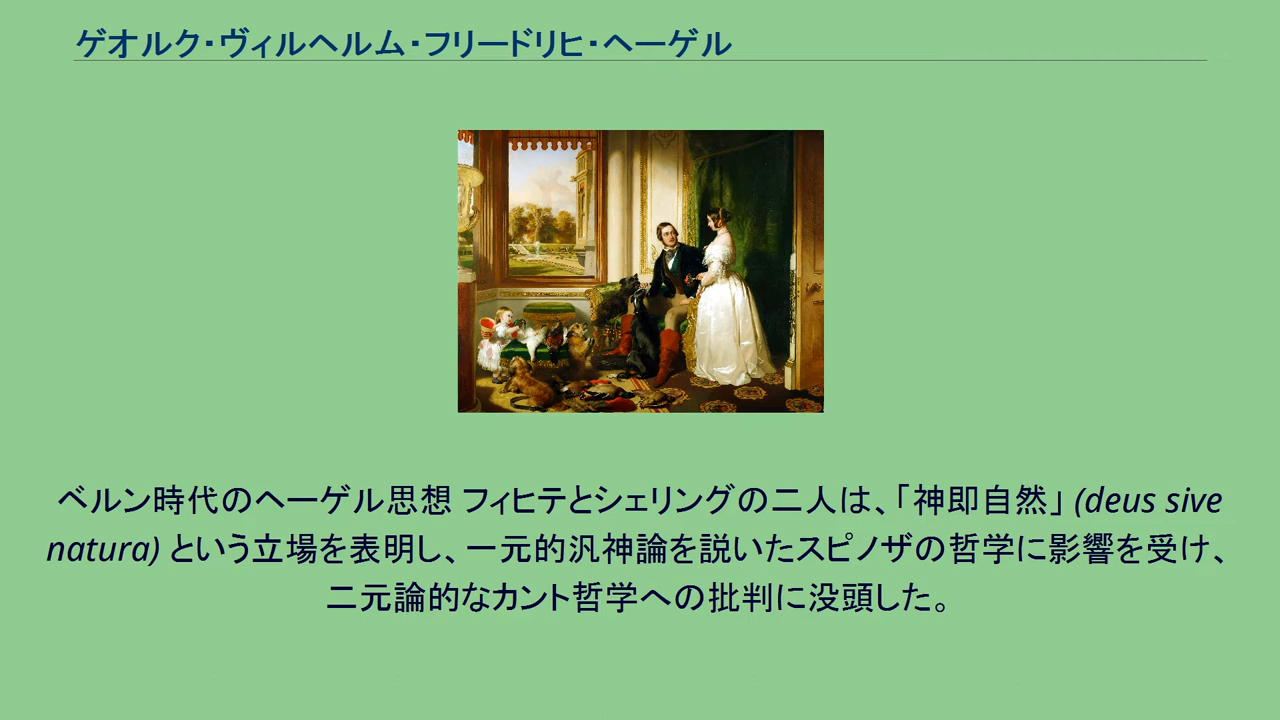 ゲオルク・ヴィルヘルム・フリードリヒ・ヘーゲル
ベルン時代のヘーゲル思想 フィヒテとシェリングの二人は、「神即自然」(deus sive
natura) という立場を表明し、一元的汎神論を説いたスピノザの哲学に影響を受け、
二元論的なカント哲学への批判に没頭した。